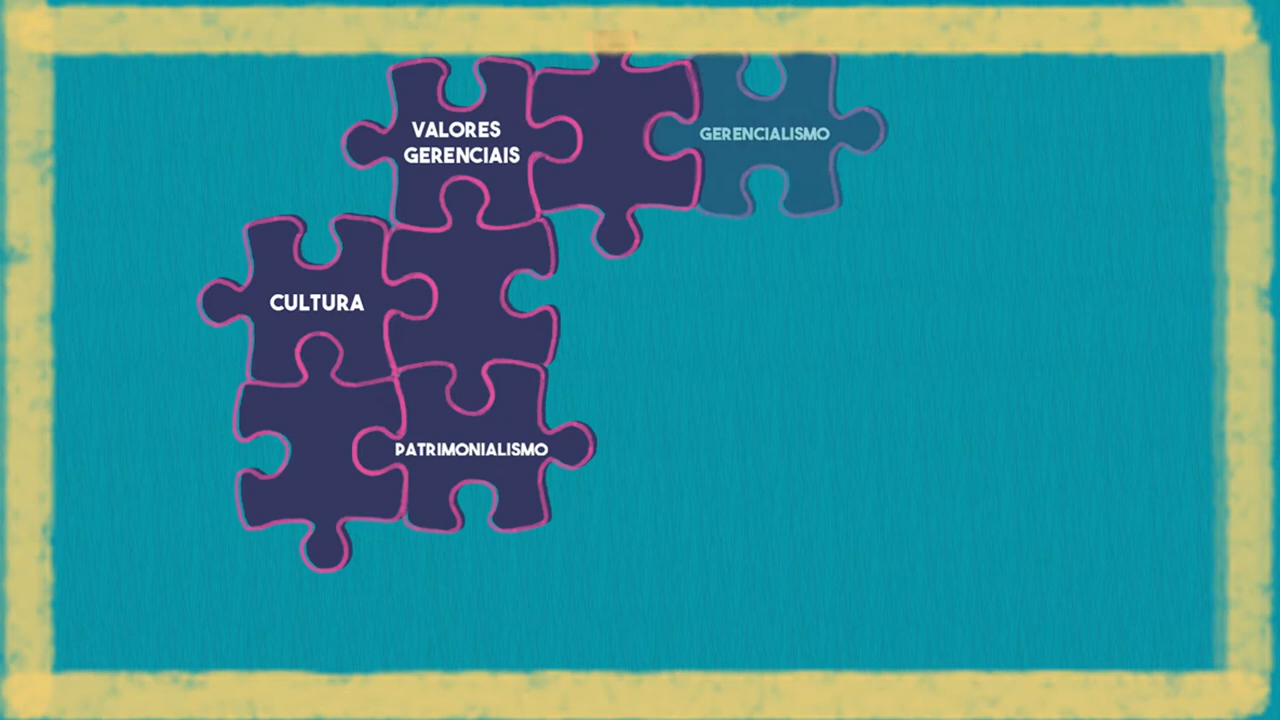 VALORES
GERENCIAIS
GERENCIALISMO
CULTURA
PATRIMONIALISMO